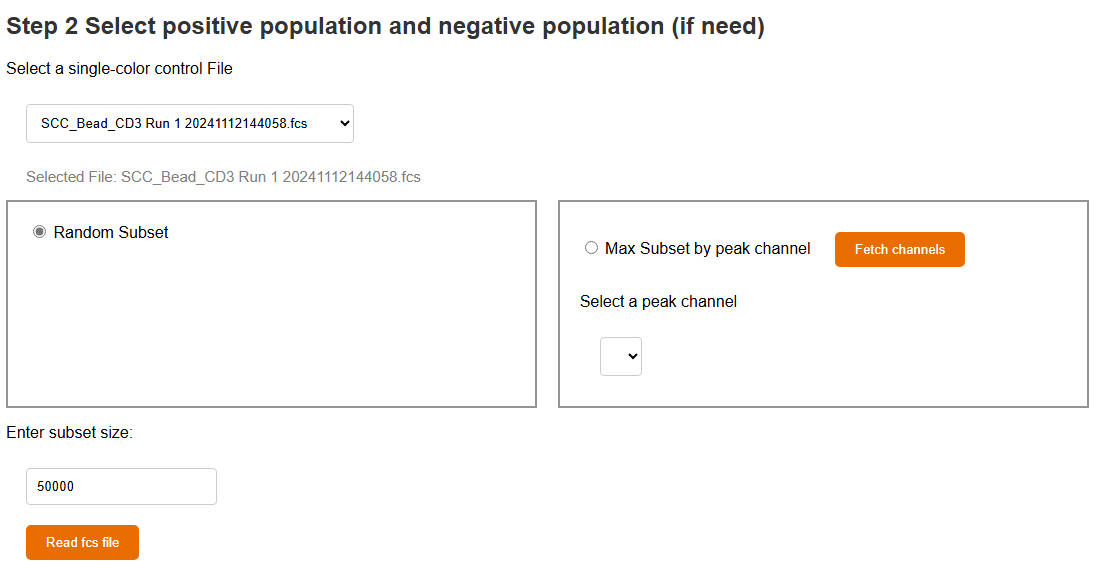 Step 2 Select positive population and negative population (if need)
Select a single-color control File
SCC_Bead_CD3 Run 1 20241112144058.fcs
Selected File: SCC_Bead_CD3 Run 1 20241112144058.fcs
Random Subset
Max Subset by peak channel
Fetch channels
Select a peak channel
Enter subset size:
50000
Read fcs file